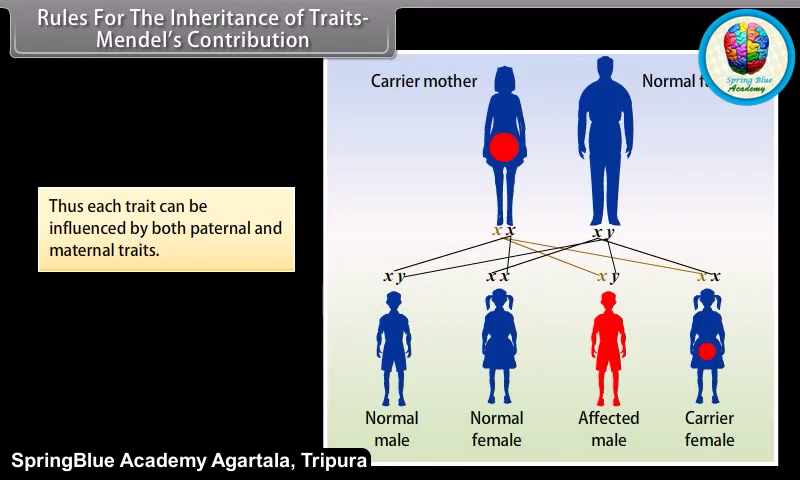 Rules For The Inheritance of Traits-
Mendel's Contribution
Carrier mother
Normal
Spring Blue
Academy
Thus each trait can be
influenced by both paternal and
maternal traits.
x x
x y
x y
x x
x y
x x
Normal
male
Normal
female
Affected
male
Carrier
female
SpringBlue Academy Agartala, Tripura